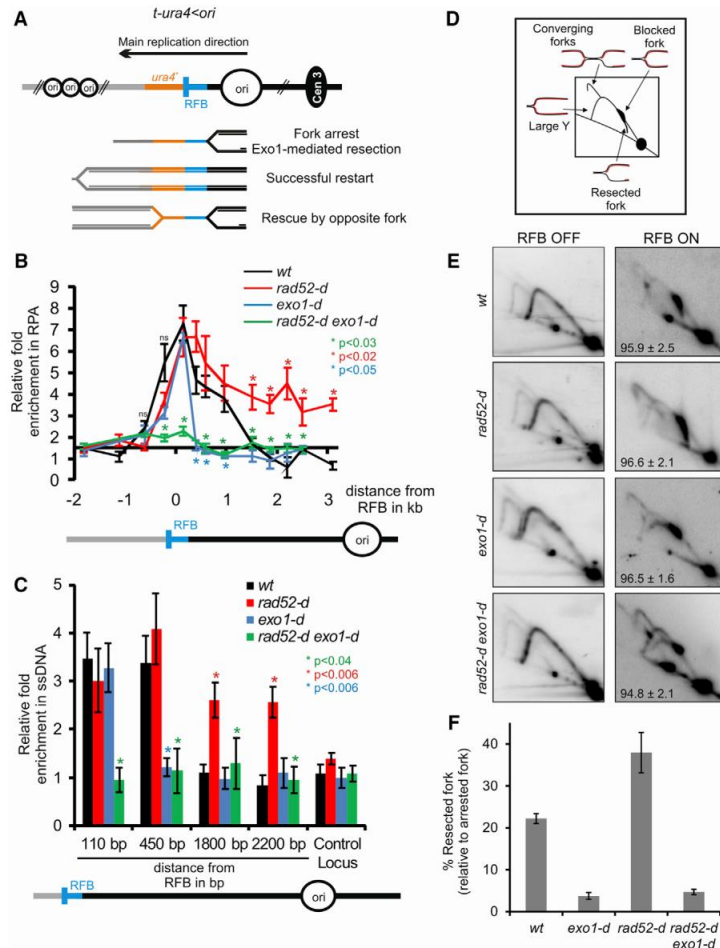 A
t-ura4<ori
Main replication direction
ura4+
ori ori ori
RFB
ori
Cen 3
Fork arrest
Exo1-mediated resection
Successful restart
Rescue by opposite fork
B
Relative fold
enrichement in RPA
9
8
7
6
5
4
3
2
1
0
-2 -1 0 1 2 3
wt
rad52-d
exo1-d
rad52-d exo1-d
* p<0.03
* p<0.02
* p<0.05
ns
ns
distance from
RFB in kb
RFB
ori
C
Relative fold
enrichment in ssDNA
5
4
3
2
1
0
wt
rad52-d
exo1-d
rad52-d exo1-d
* p<0.04
* p<0.006
* p<0.006
110 bp 450 bp 1800 bp 2200 bp Control
Locus
distance from
RFB in bp
RFB
ori
D
Converging
forks
Blocked
fork
Large Y
Resected
fork
E
RFB OFF RFB ON
wt
95.9 ± 2.5
rad52-d
96.6 ± 2.1
exo1-d
96.5 ± 1.6
rad52-d exo1-d
94.8 ± 2.1
F
% Resected fork
(relative to arrested fork)
40
30
20
10
0
wt exo1-d rad52-d rad52-d
exo1-d